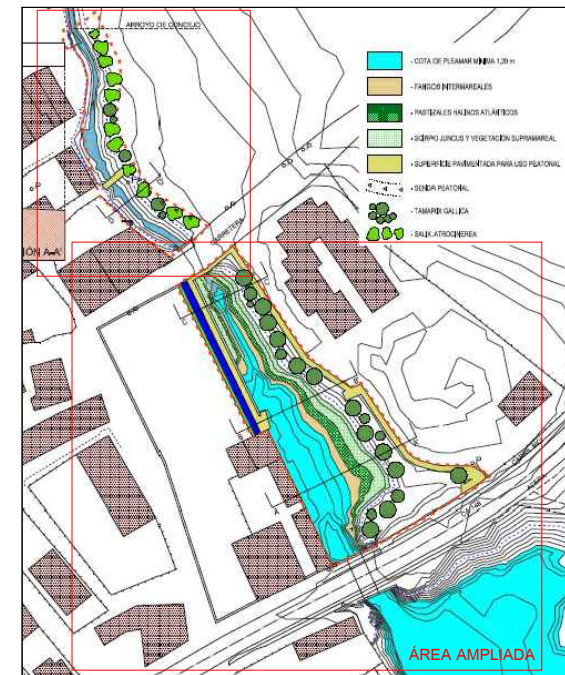 ARROYO DE CONCEJO
- COTA DE PLEAMAR MÍNIMA 1,20 m
- FANGOS INTERMAREALES
- PASTIZALES HALINOS ATLÁNTICOS
- SCIRPO JUNCUS Y VEGETACIÓN SUPRAMAREAL
- SUPERFICIE PAVIMENTADA PARA USO PEATONAL
- SENDA PEATONAL
- TAMARIX GALLICA
- SALIX ATROCINEREA
CARRETERA
IÓN A-A'
ÁREA AMPLIADA